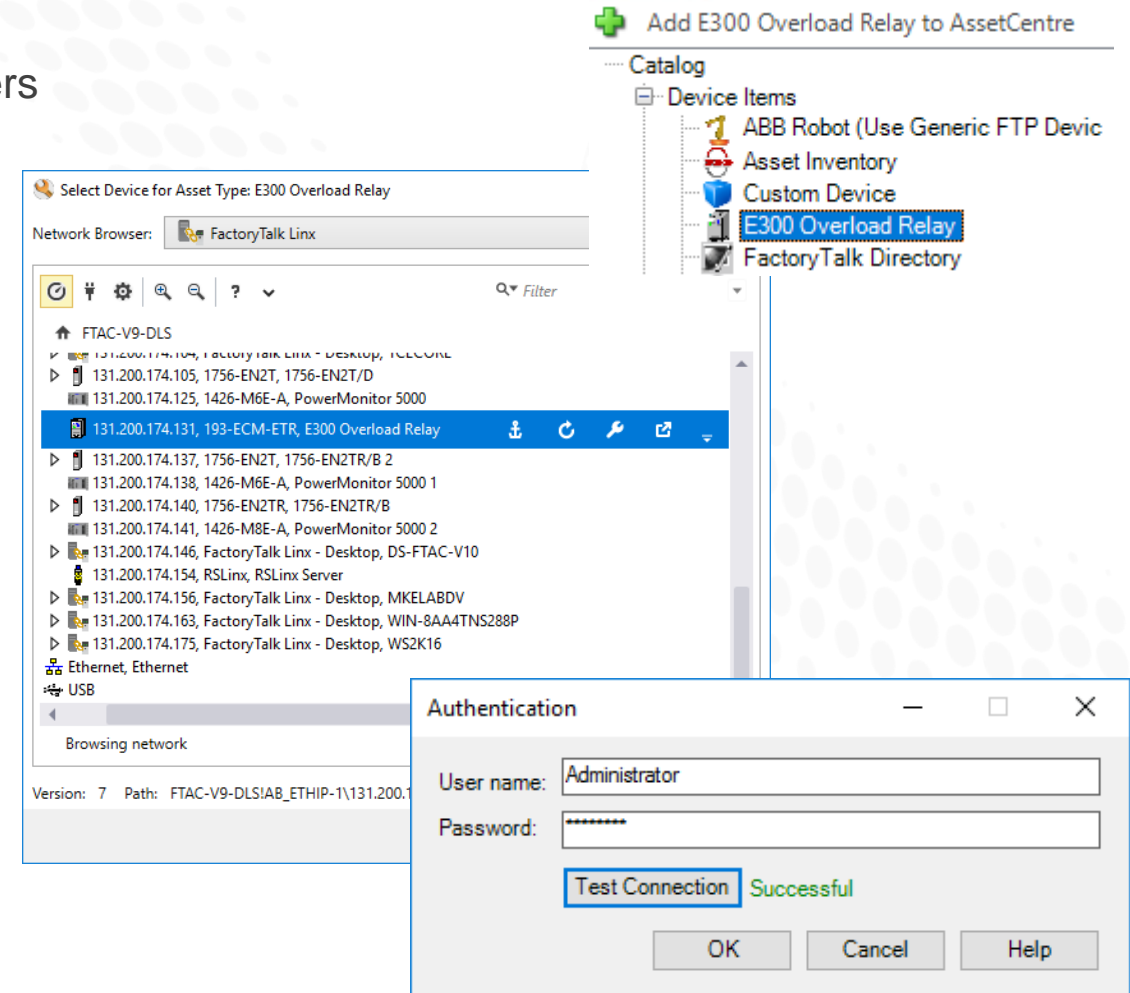 Add E300 Overload Relay to AssetCentre
ers
Catalog
Device Items
ABB Robot (Use Generic FTP Devic
Asset Inventory
Custom Device
E300 Overload Relay
FactoryTalk Directory
Select Device for Asset Type: E300 Overload Relay
Network Browser: FactoryTalk Linx
? Filter
FTAC-V9-DLS
131.200.174.104, FactoryTalk Linx - Desktop, TCECORE
131.200.174.105, 1756-EN2T, 1756-EN2T/D
131.200.174.125, 1426-M6E-A, PowerMonitor 5000
131.200.174.131, 193-ECM-ETR, E300 Overload Relay
131.200.174.137, 1756-EN2T, 1756-EN2TR/B 2
131.200.174.138, 1426-M6E-A, PowerMonitor 5000 1
131.200.174.140, 1756-EN2TR, 1756-EN2TR/B
131.200.174.141, 1426-M8E-A, PowerMonitor 5000 2
131.200.174.146, FactoryTalk Linx - Desktop, DS-FTAC-V10
131.200.174.154, RSLinx, RSLinx Server
131.200.174.156, FactoryTalk Linx - Desktop, MKELABDV
131.200.174.163, FactoryTalk Linx - Desktop, WIN-8AA4TNS288P
131.200.174.175, FactoryTalk Linx - Desktop, WS2K16
Ethernet, Ethernet
USB
Browsing network
Version: 7 Path: FTAC-V9-DLS!AB_ETHIP-1\131.200.1
Authentication
User name: Administrator
Password: ********
Test Connection Successful
OK Cancel Help